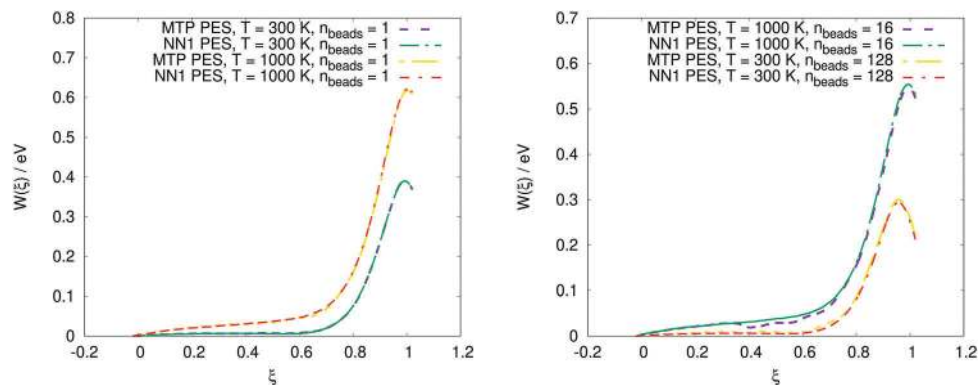 0.8
0.7
0.6
0.5
0.4
0.3
0.2
0.1
0
W(ξ) / eV
MTP PES, T = 300 K, nbeads = 1
NN1 PES, T = 300 K, nbeads = 1
MTP PES, T = 1000 K, nbeads = 1
NN1 PES, T = 1000 K, nbeads = 1
-0.2 0 0.2 0.4 0.6 0.8 1 1.2
ξ
0.7
0.6
0.5
0.4
0.3
0.2
0.1
0
W(ξ) / eV
MTP PES, T = 1000 K, nbeads = 16
NN1 PES, T = 1000 K, nbeads = 16
MTP PES, T = 300 K, nbeads = 128
NN1 PES, T = 300 K, nbeads = 128
-0.2 0 0.2 0.4 0.6 0.8 1 1.2
ξ